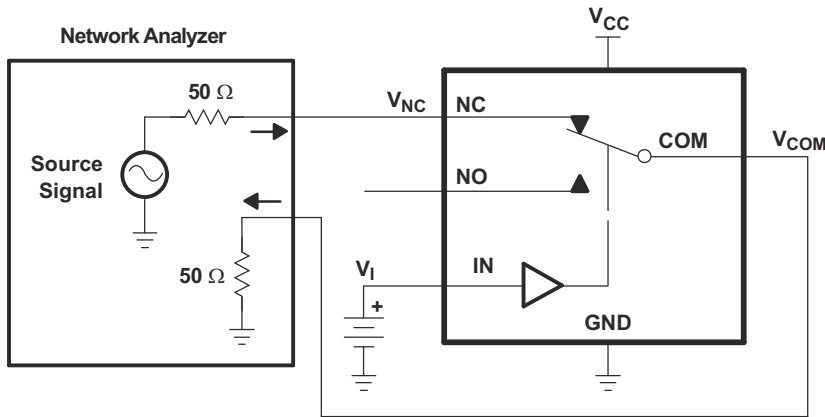 Network Analyzer
50 Ω
Source
Signal
50 Ω
V_CC
V_NC
NC
COM
V_COM
NO
V_I
IN
+
GND